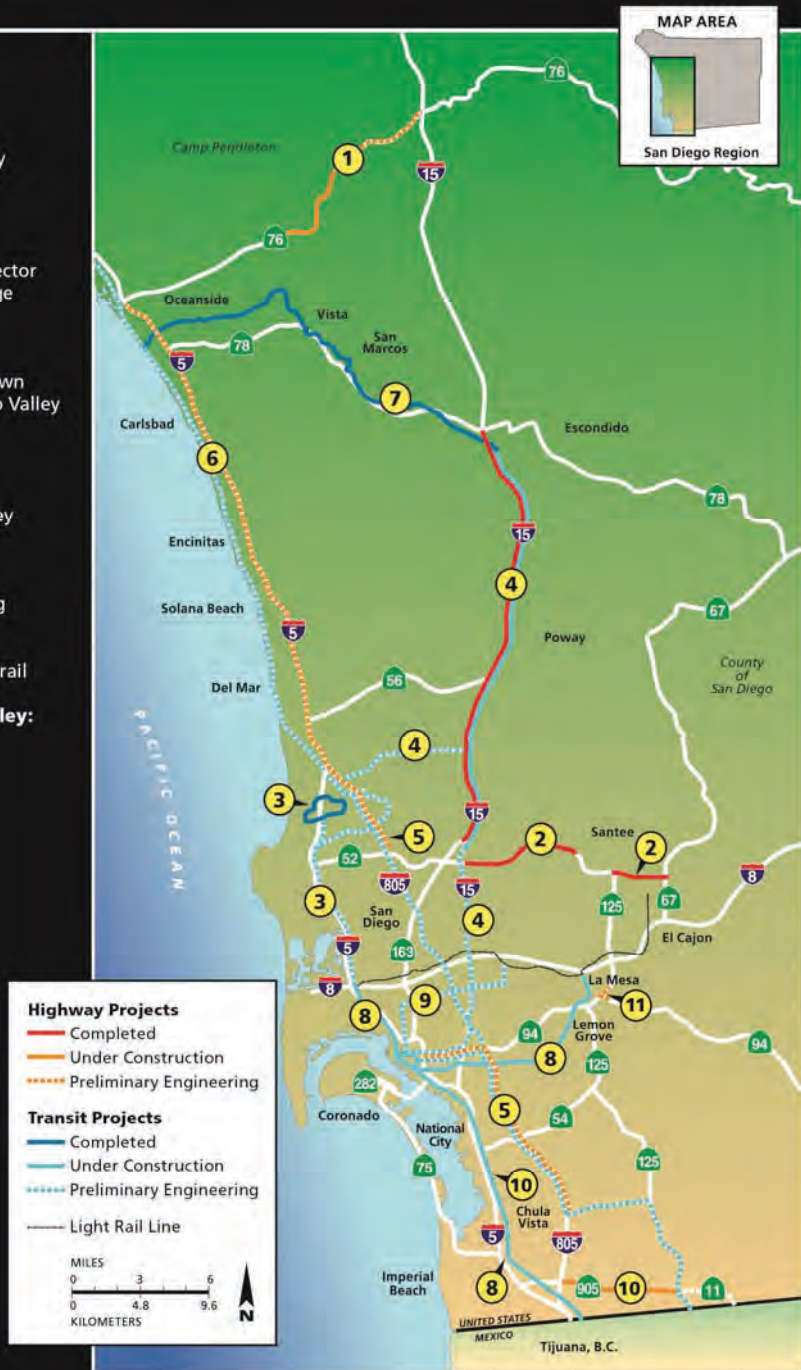 y
ector
ge
wn
o Valley
ey
g
rail
ley:
MAP AREA
San Diego Region
76
Camp Pendleton
1
15
76
Oceanside
Vista
San
Marcos
78
5
7
Carlsbad
Escondido
6
78
15
Encinitas
4
Solana Beach
67
5
Poway
County
of
San Diego
Del Mar
56
PACIFIC OCEAN
4
3
15
5
2
Santee
2
52
8
805
15
125
67
3
San
Diego
4
El Cajon
5
163
8
La Mesa
9
11
8
Lemon
Grove
94
94
8
125
282
Coronado
5
National
City
54
75
125
10
Chula
Vista
5
805
Imperial
Beach
8
905
10
11
UNITED STATES
MEXICO
Tijuana, B.C.
Highway Projects
Completed
Under Construction
Preliminary Engineering
Transit Projects
Completed
Under Construction
Preliminary Engineering
Light Rail Line
MILES
0 3 6
0 4.8 9.6
KILOMETERS
N